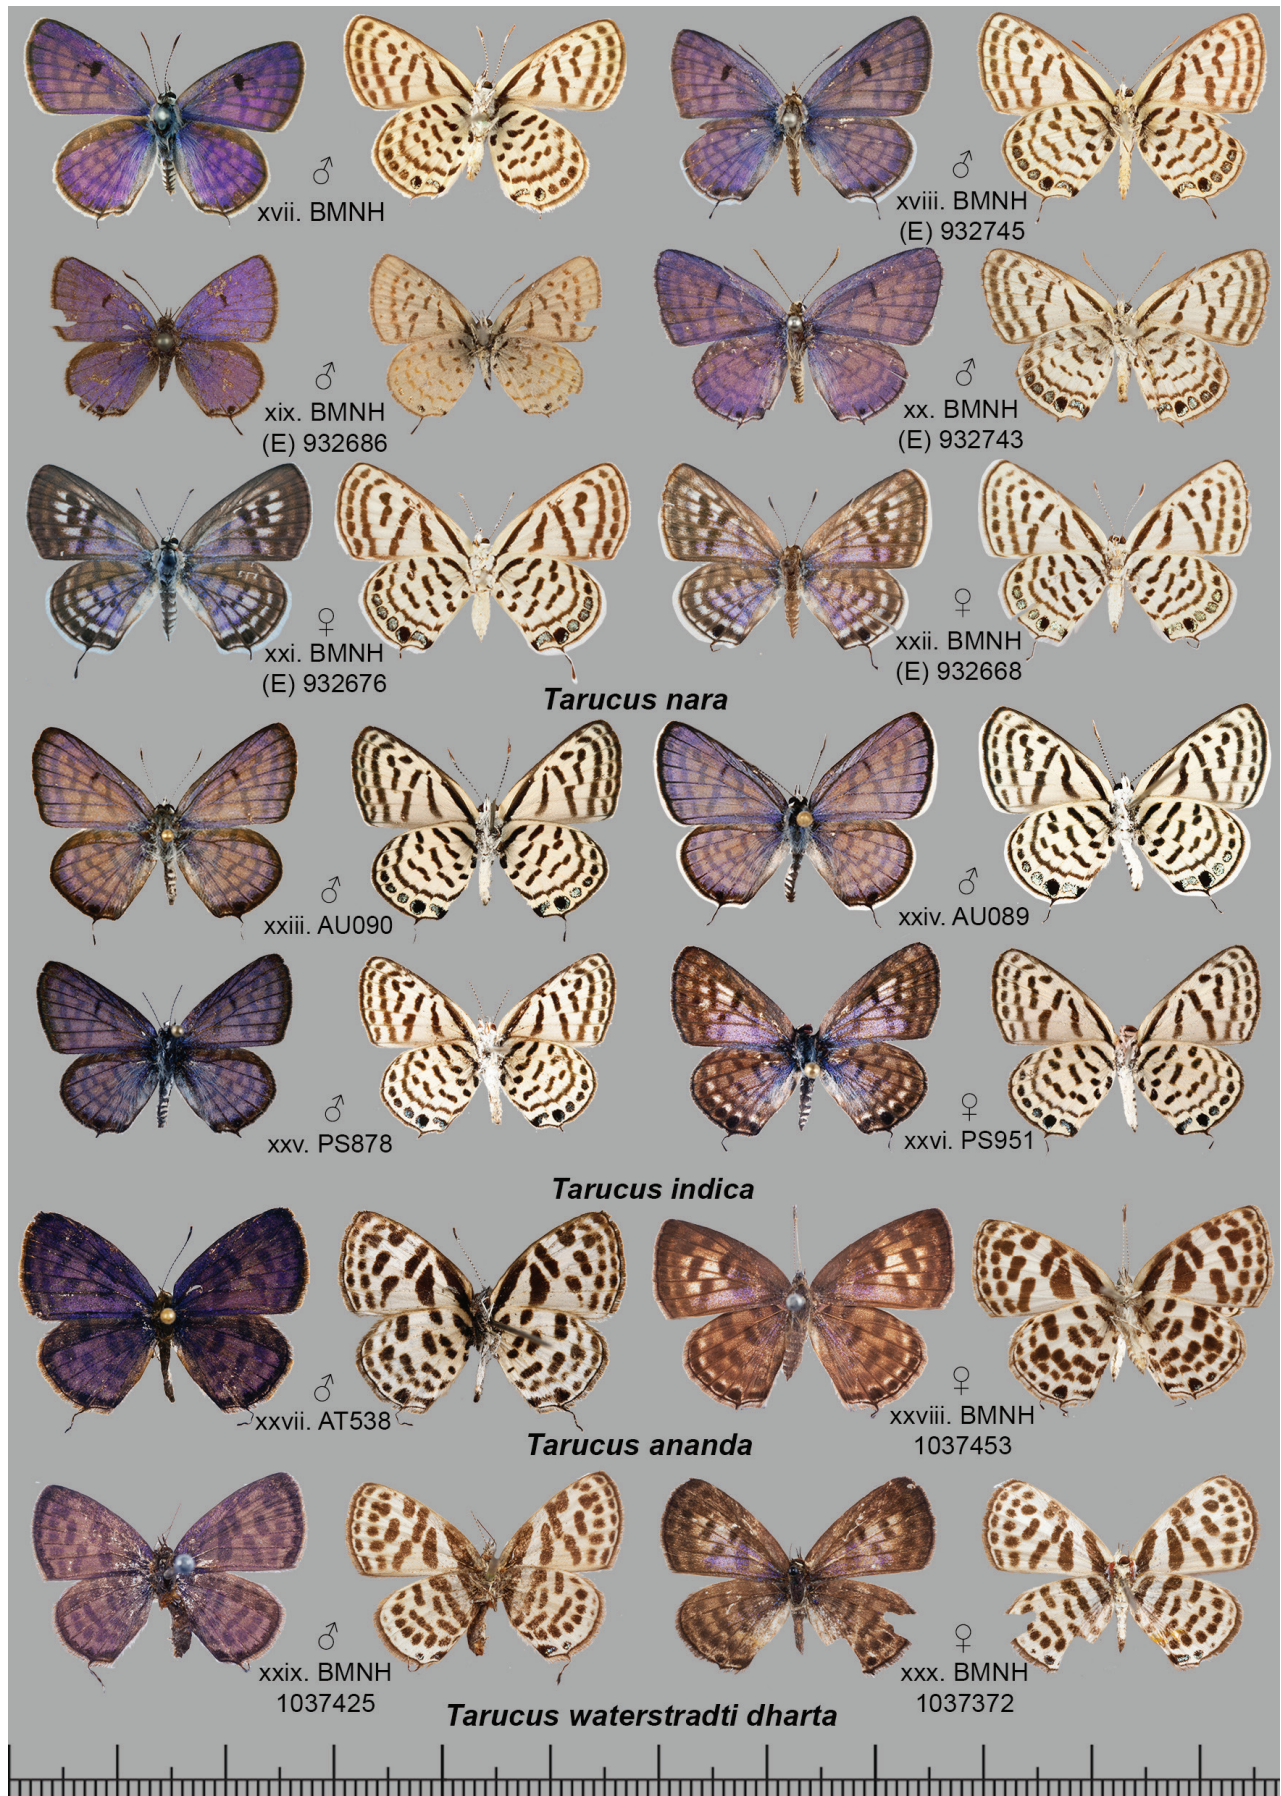 ♂
xvii. BMNH
♂
xviii. BMNH
(E) 932745
♂
xix. BMNH
(E) 932686
♂
xx. BMNH
(E) 932743
♀
xxi. BMNH
(E) 932676
♀
xxii. BMNH
(E) 932668
Tarucus nara
♂
xxiii. AU090
♂
xxiv. AU089
♂
xxv. PS878
♀
xxvi. PS951
Tarucus indica
♂
xxvii. AT538
♀
xxviii. BMNH
1037453
Tarucus ananda
♂
xxix. BMNH
1037425
♀
xxx. BMNH
1037372
Tarucus waterstradti dharta